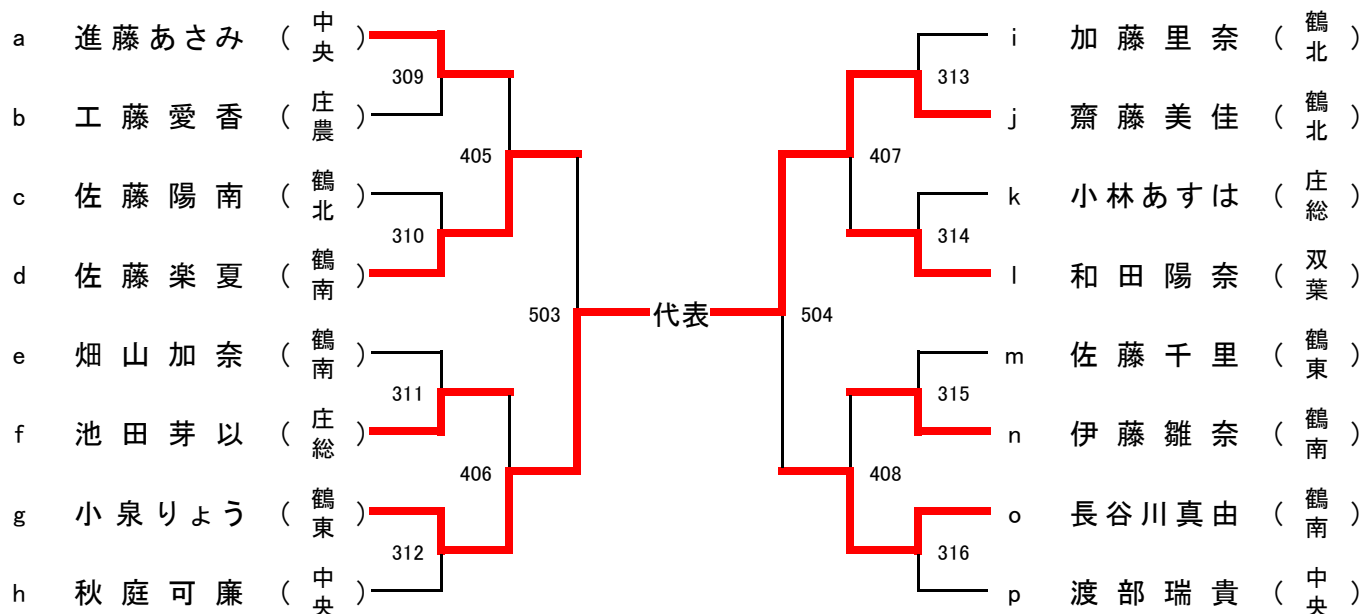 a 進藤あさみ （中央）
309
b 工藤愛香 （庄農）
405
c 佐藤陽南 （鶴北）
310
d 佐藤楽夏 （鶴南）
503
e 畑山加奈 （鶴南）
311
f 池田芽以 （庄総）
406
g 小泉りょう （鶴東）
312
h 秋庭可廉 （中央）
代表
i 加藤里奈 （鶴北）
313
j 齋藤美佳 （鶴北）
407
k 小林あすは （庄総）
314
l 和田陽奈 （双葉）
504
m 佐藤千里 （鶴東）
315
n 伊藤雛奈 （鶴南）
408
o 長谷川真由 （鶴南）
316
p 渡部瑞貴 （中央）